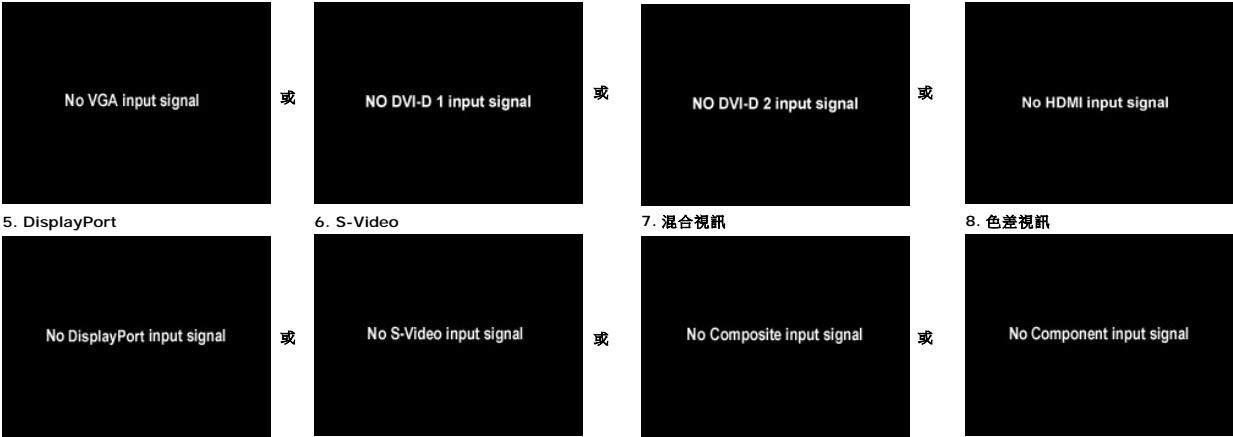 No VGA input signal
或
NO DVI-D 1 input signal
或
NO DVI-D 2 input signal
或
No HDMI input signal
5. DisplayPort
6. S-Video
7. 混合視訊
8. 色差視訊
No DisplayPort input signal
或
No S-Video input signal
或
No Composite input signal
或
No Component input signal